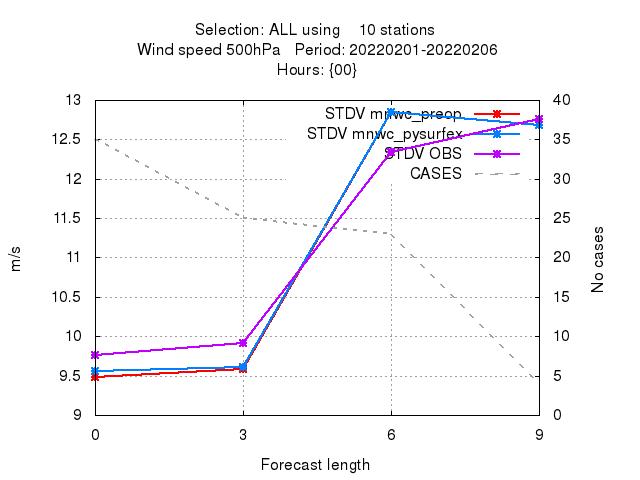 Selection: ALL using 10 stations
Wind speed 500hPa Period: 20220201-20220206
Hours: {00}
13
12.5
12
11.5
11
10.5
10
9.5
9
40
35
30
25
20
15
10
5
0
STDV mnwc_preop
STDV mnwc_pysurfex
STDV OBS
CASES
m/s
No cases
0 3 6 9
Forecast length